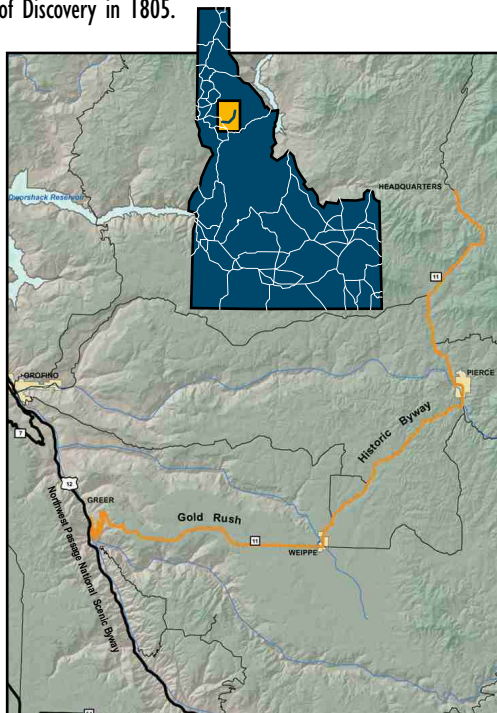 of Discovery in 1805.
HEADQUARTERS
Dworshack Reservoir
11
PIERCE
OROFINO
7
Historic Byway
12
GREER
Gold Rush
11
WEIPPE
Northwest Passage National Scenic Byway